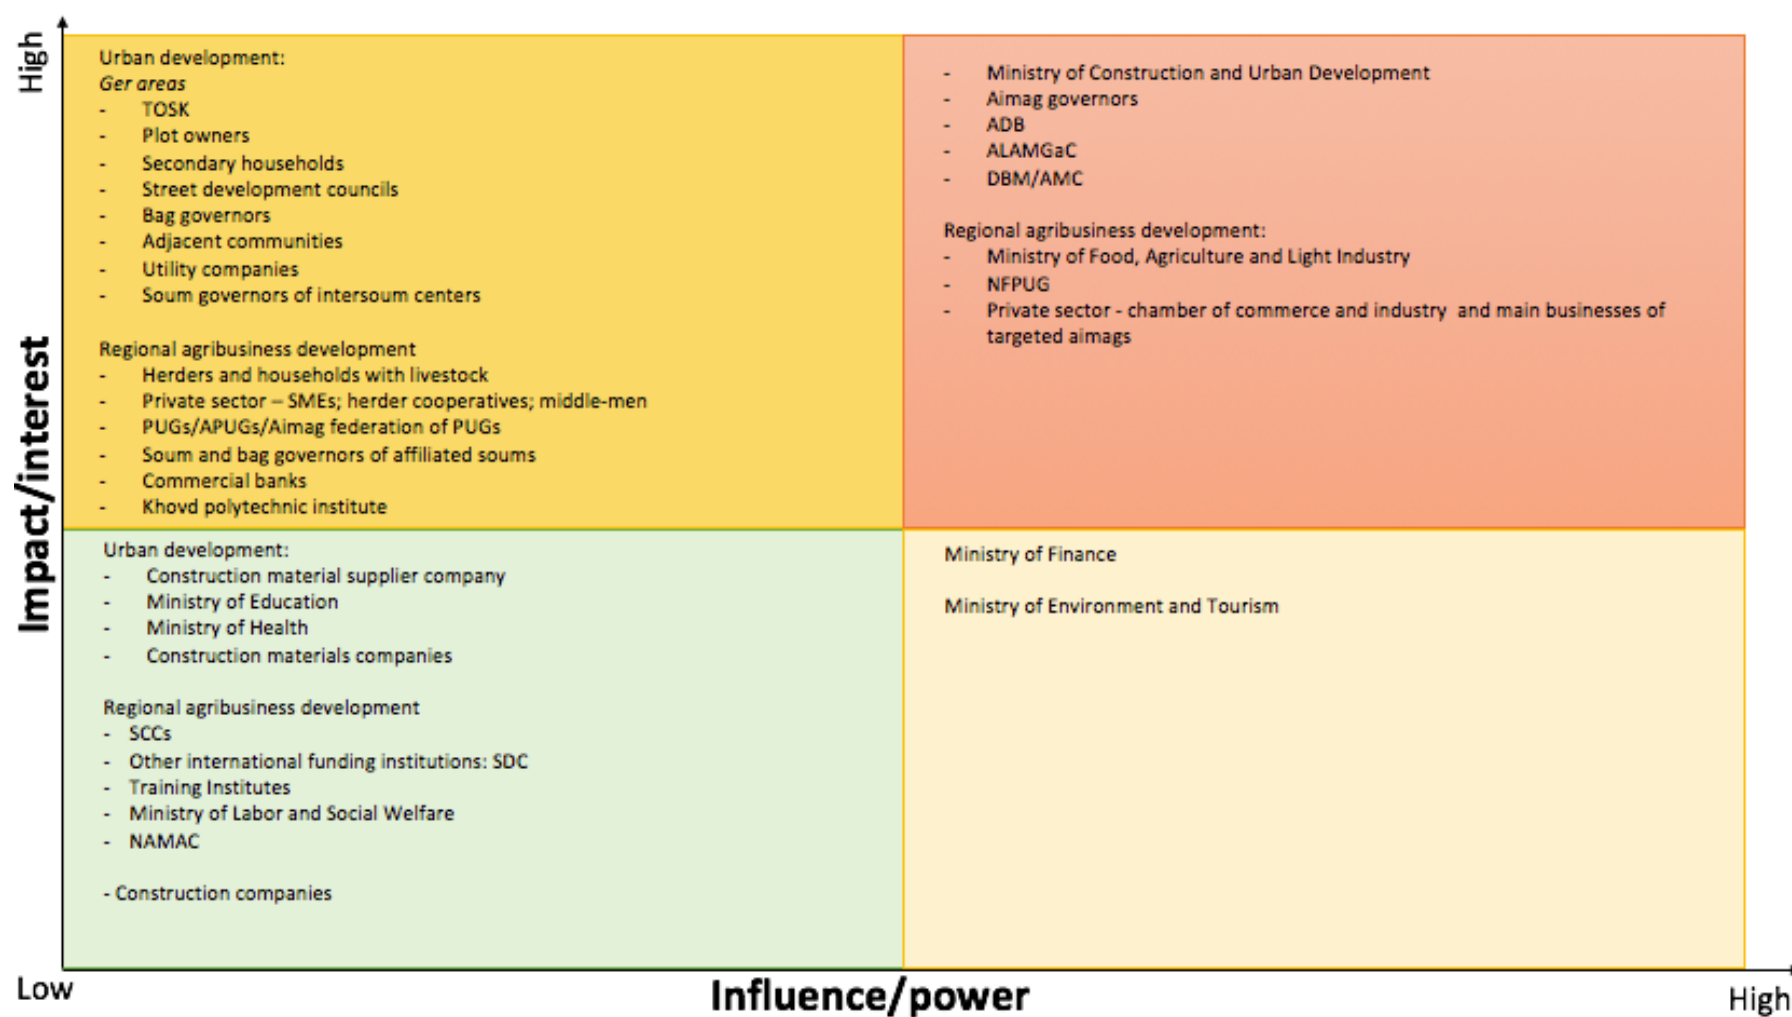 High
Impact/interest
Urban development:
Ger areas
- TOSK
- Plot owners
- Secondary households
- Street development councils
- Bag governors
- Adjacent communities
- Utility companies
- Soum governors of intersoum centers
Regional agribusiness development
- Herders and households with livestock
- Private sector – SMEs; herder cooperatives; middle-men
- PUGs/APUGs/Aimag federation of PUGs
- Soum and bag governors of affiliated soums
- Commercial banks
- Khovd polytechnic institute
- Ministry of Construction and Urban Development
- Aimag governors
- ADB
- ALAMGaC
- DBM/AMC
Regional agribusiness development:
- Ministry of Food, Agriculture and Light Industry
- NFPUG
- Private sector - chamber of commerce and industry and main businesses of
targeted aimags
Urban development:
- Construction material supplier company
- Ministry of Education
- Ministry of Health
- Construction materials companies
Regional agribusiness development
- SCCs
- Other international funding institutions: SDC
- Training Institutes
- Ministry of Labor and Social Welfare
- NAMAC
- Construction companies
Ministry of Finance
Ministry of Environment and Tourism
Low
Influence/power
High